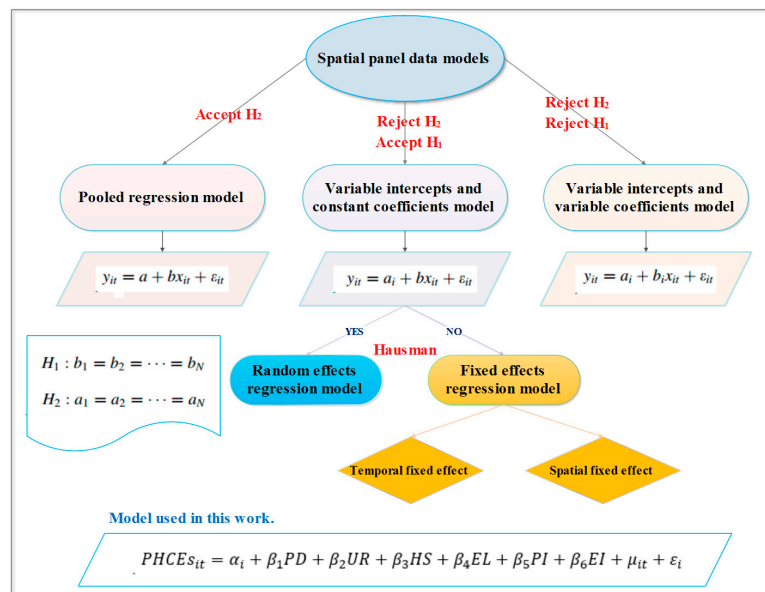 Spatial panel data models
Accept H₂
Reject H₂
Accept H₁
Reject H₂
Reject H₁
Pooled regression model
Variable intercepts and
constant coefficients model
Variable intercepts and
variable coefficients model
yᵢₜ = a + bxᵢₜ + εᵢₜ
yᵢₜ = aᵢ + bxᵢₜ + εᵢₜ
yᵢₜ = aᵢ + bᵢxᵢₜ + εᵢₜ
YES
NO
Hausman
H₁ : b₁ = b₂ = ⋯ = b_N
H₂ : a₁ = a₂ = ⋯ = a_N
Random effects
regression model
Fixed effects
regression model
Temporal fixed effect
Spatial fixed effect
Model used in this work.
PHCEsᵢₜ = αᵢ + β₁PD + β₂UR + β₃HS + β₄EL + β₅PI + β₆EI + μᵢₜ + εᵢ